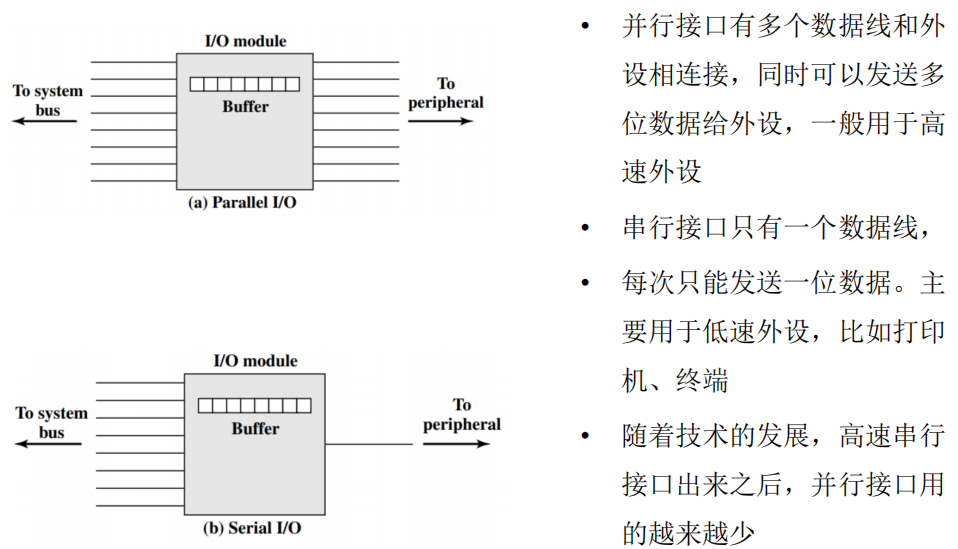 I/O module
To system
bus
Buffer
To
peripheral
(a) Parallel I/O
I/O module
To system
bus
Buffer
To
peripheral
(b) Serial I/O
• 并行接口有多个数据线和外
设相连接，同时可以发送多
位数据给外设，一般用于高
速外设
• 串行接口只有一个数据线，
• 每次只能发送一位数据。主
要用于低速外设，比如打印
机、终端
• 随着技术的发展，高速串行
接口出来之后，并行接口用
的越来越少